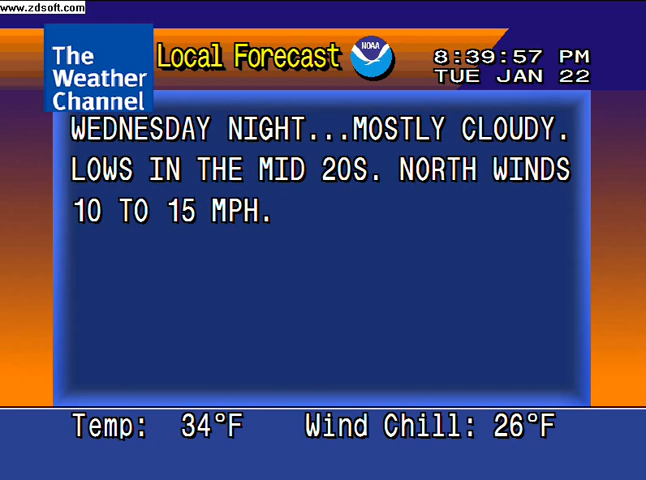 www.zdsoft.com
The
Weather
Channel
Local Forecast
NOAA
8:39:57 PM
TUE JAN 22
WEDNESDAY NIGHT...MOSTLY CLOUDY.
LOWS IN THE MID 20S. NORTH WINDS
10 TO 15 MPH.
Temp: 34°F Wind Chill: 26°F